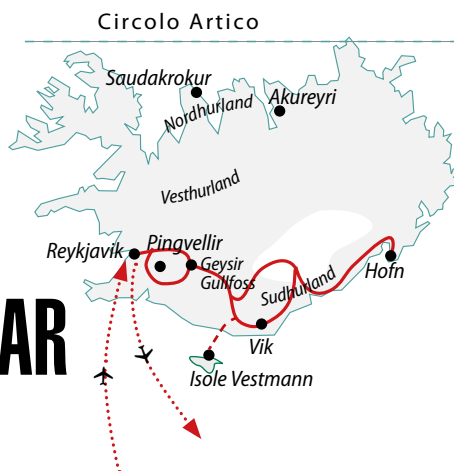 Circolo Artico
Saudakrokur
Akureyri
Nordhurland
Vesthurland
Reykjavik
Pingvellir
Geysir
Gullfoss
Hofn
Sudhurland
Vik
AR
Isole Vestmann